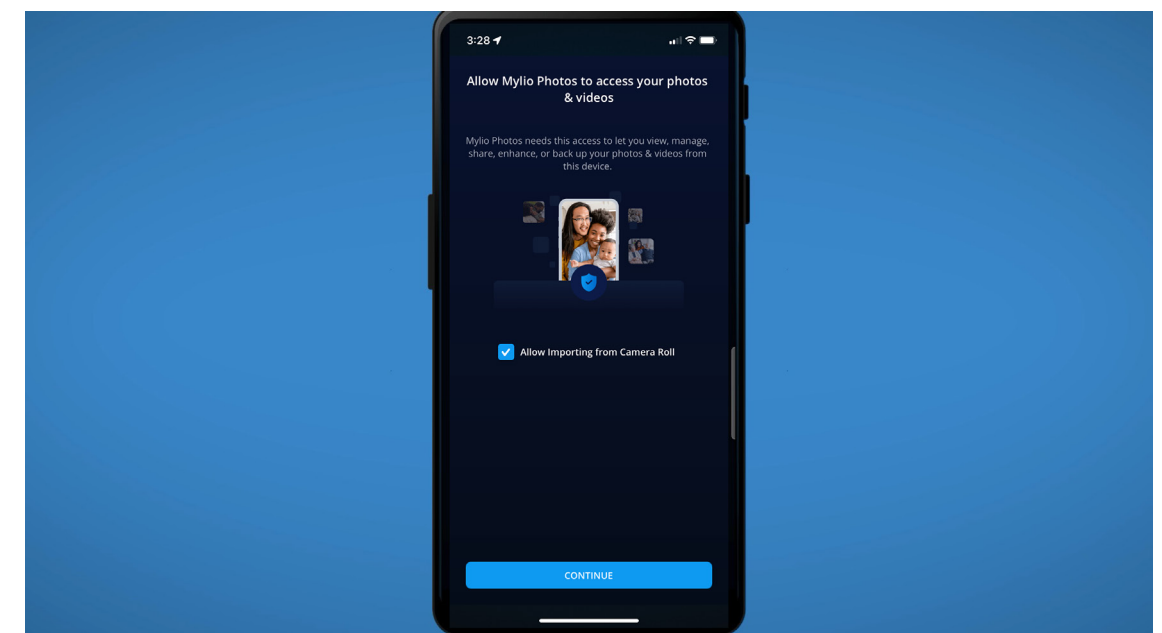 3:28
Allow Mylio Photos to access your photos
& videos
Mylio Photos needs this access to let you view, manage,
share, enhance, or back up your photos & videos from
this device.
Allow Importing from Camera Roll
CONTINUE